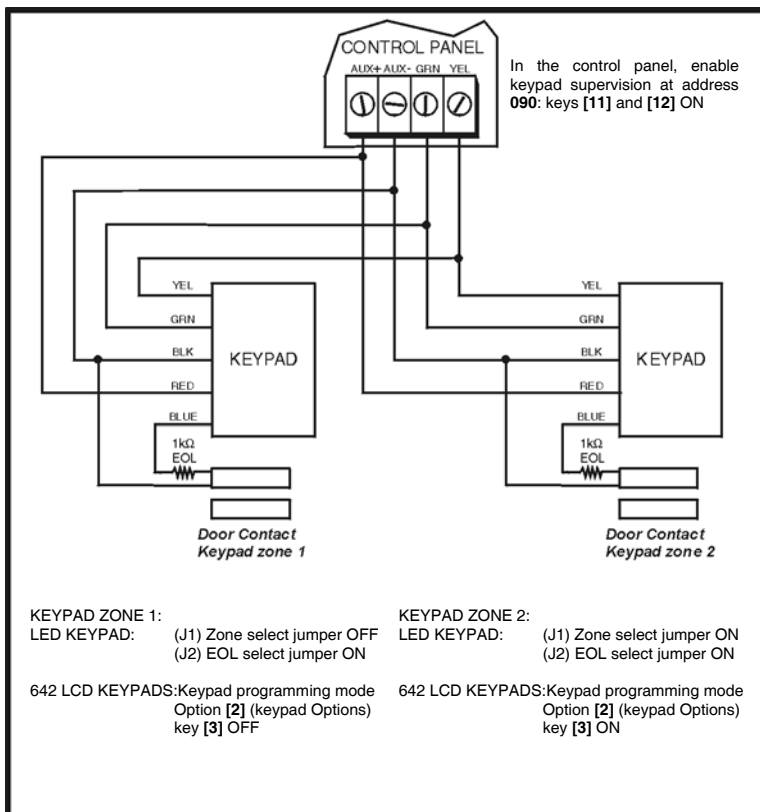 CONTROL PANEL
AUX+ AUX- GRN YEL
In the control panel, enable
keypad supervision at address
090: keys [11] and [12] ON
YEL
GRN
BLK
RED
BLUE
KEYPAD
1kΩ
EOL
Door Contact
Keypad zone 1
YEL
GRN
BLK
RED
BLUE
KEYPAD
1kΩ
EOL
Door Contact
Keypad zone 2
KEYPAD ZONE 1:
LED KEYPAD: (J1) Zone select jumper OFF
(J2) EOL select jumper ON
642 LCD KEYPADS:Keypad programming mode
Option [2] (keypad Options)
key [3] OFF
KEYPAD ZONE 2:
LED KEYPAD: (J1) Zone select jumper ON
(J2) EOL select jumper ON
642 LCD KEYPADS:Keypad programming mode
Option [2] (keypad Options)
key [3] ON